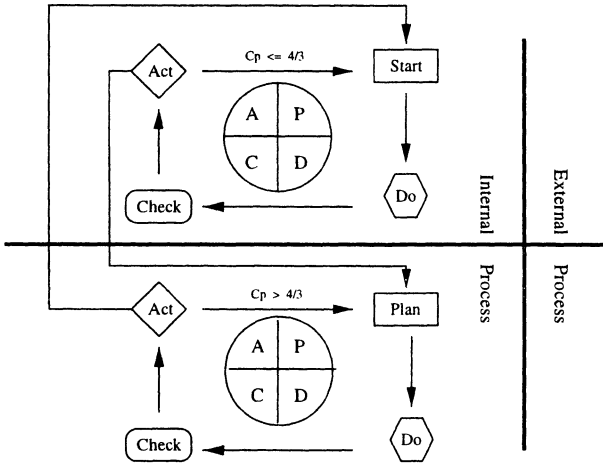 Cp <= 4/3
Act
Start
A P
C D
Check
Do
Internal Process
External Process
Cp > 4/3
Act
Plan
A P
C D
Check
Do